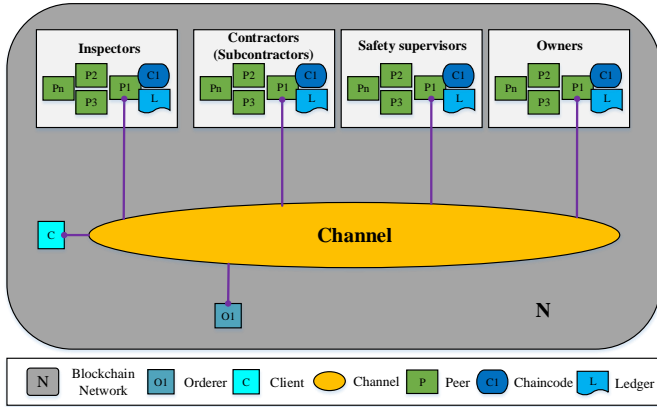 Inspectors
P2
Pn
P1
C1
P3
L
Contractors
(Subcontractors)
P2
Pn
P1
C1
P3
L
Safety supervisors
P2
Pn
P1
C1
P3
L
Owners
P2
Pn
P1
C1
P3
L
C
Channel
O1
N
N
Blockchain
Network
O1
Orderer
C
Client
Channel
P
Peer
C1
Chaincode
L
Ledger